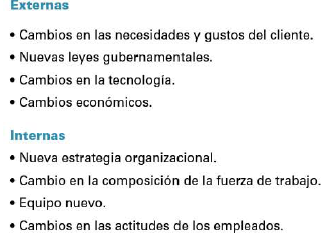 Externas
• Cambios en las necesidades y gustos del cliente.
• Nuevas leyes gubernamentales.
• Cambios en la tecnología.
• Cambios económicos.
Internas
• Nueva estrategia organizacional.
• Cambio en la composición de la fuerza de trabajo.
• Equipo nuevo.
• Cambios en las actitudes de los empleados.